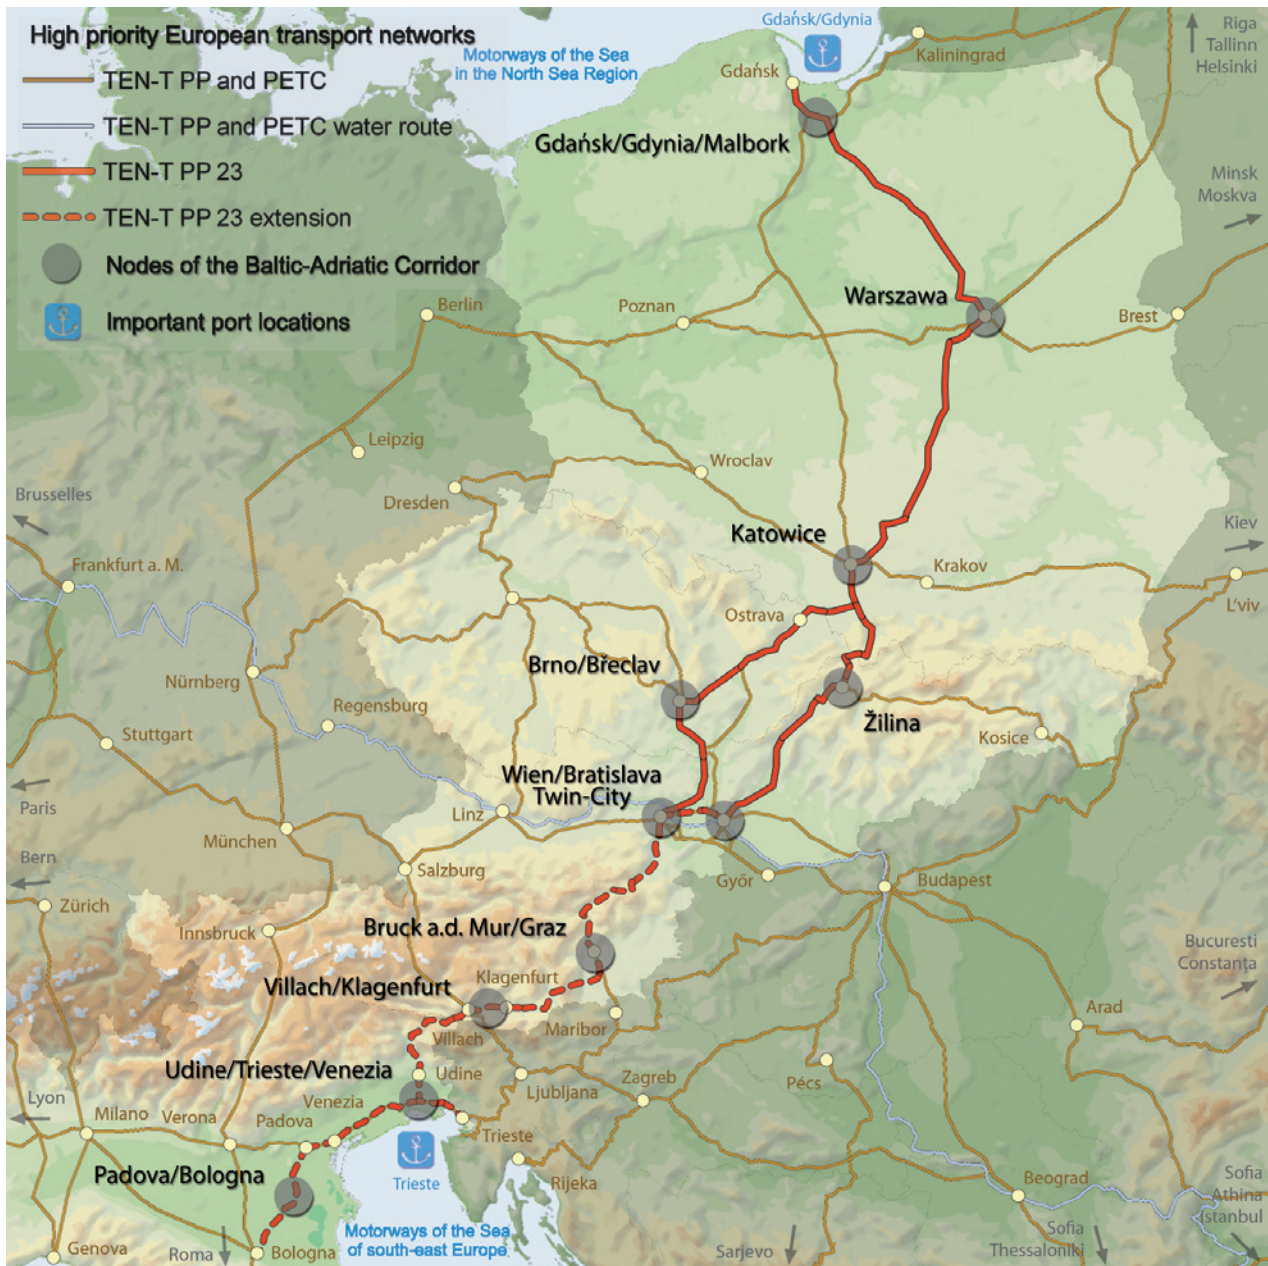 High priority European transport networks
TEN-T PP and PETC
TEN-T PP and PETC water route
TEN-T PP 23
TEN-T PP 23 extension
Nodes of the Baltic-Adriatic Corridor
Important port locations
Motorways of the Sea
in the North Sea Region
Gdańsk/Gdynia
Gdańsk
Kaliningrad
Riga
Tallinn
Helsinki
Gdańsk/Gdynia/Malbork
Minsk
Moskva
Warszawa
Berlin
Poznan
Brest
Leipzig
Wroclav
Dresden
Brusselles
Katowice
Kiev
Frankfurt a. M.
Krakov
L'viv
Ostrava
Brno/Břeclav
Nürnberg
Regensburg
Žilina
Stuttgart
Kosice
Wien/Bratislava
Twin-City
Paris
Linz
München
Bern
Salzburg
Győr
Budapest
Zürich
Innsbruck
Bruck a.d. Mur/Graz
Bucuresti
Constanța
Klagenfurt
Villach/Klagenfurt
Arad
Maribor
Villach
Udine/Trieste/Venezia
Udine
Ljubljana
Zagreb
Pécs
Lyon
Milano
Verona
Padova
Venezia
Trieste
Padova/Bologna
Trieste
Rijeka
Beograd
Sofia
Athina
Istanbul
Motorways of the Sea
of south-east Europe
Genova
Roma
Bologna
Sarjevo
Sofia
Thessaloniki